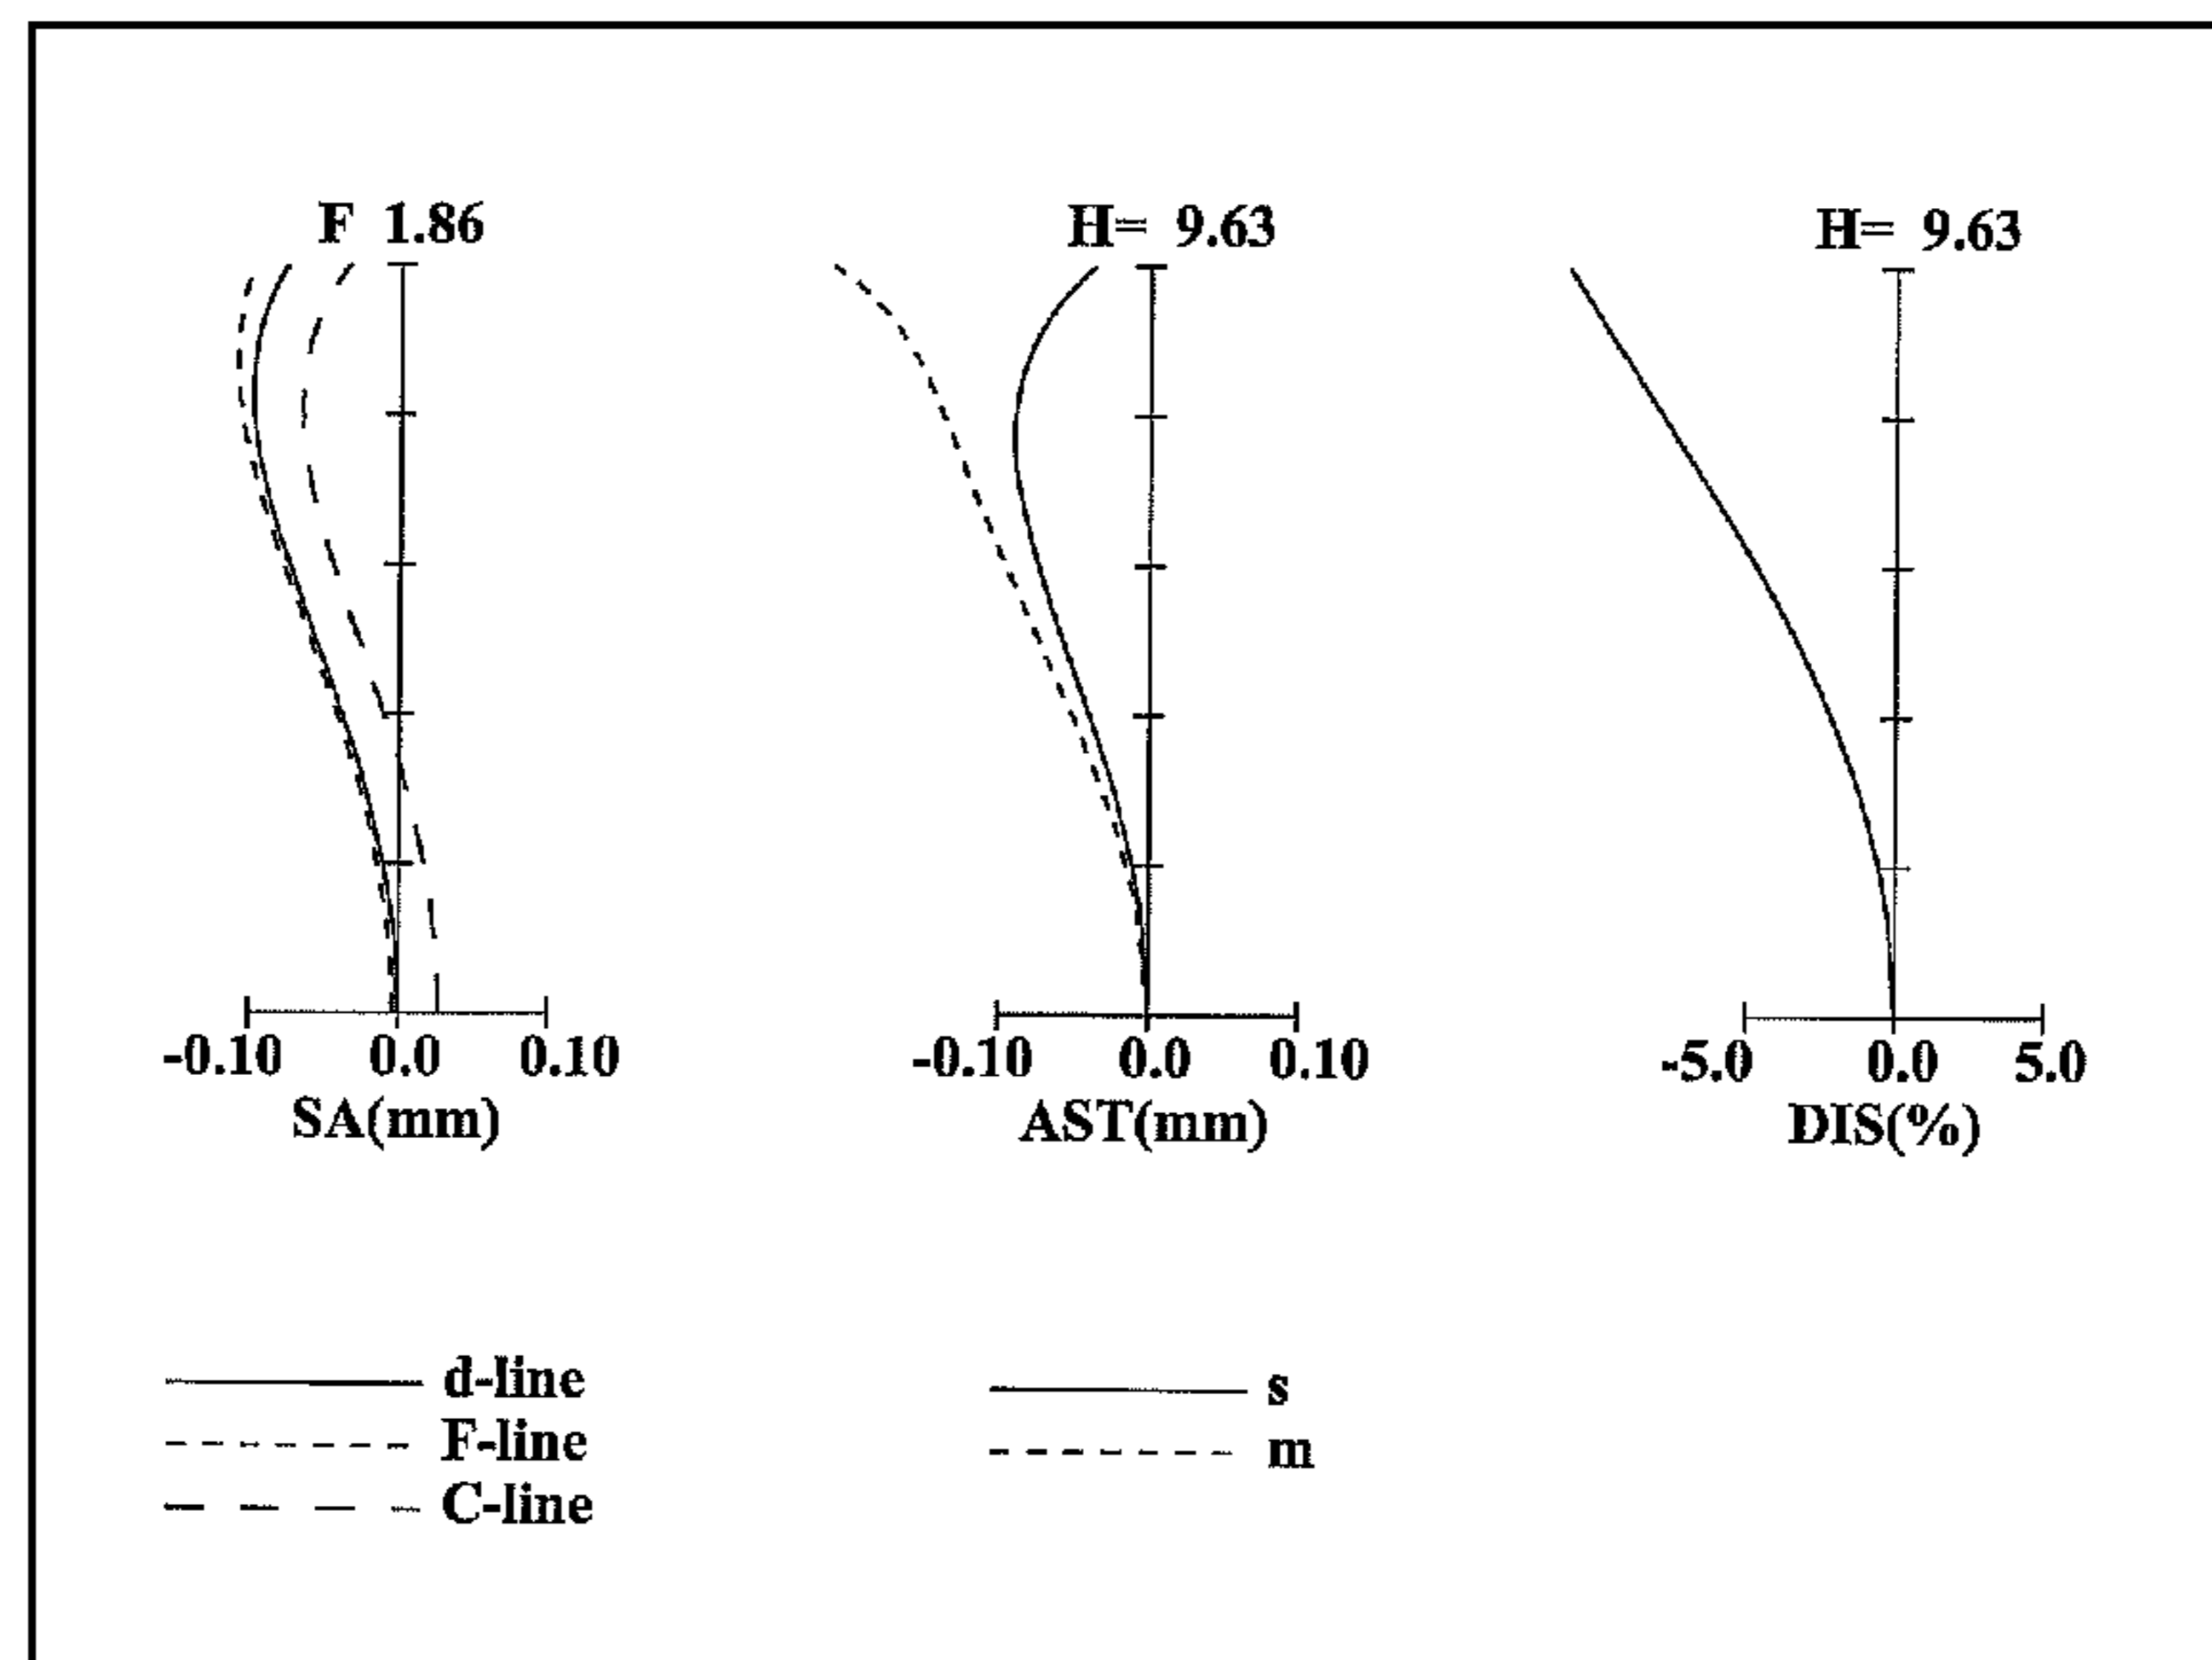 F 1.86
-0.10 0.0 0.10
SA(mm)
H= 9.63
-0.10 0.0 0.10
AST(mm)
H= 9.63
-5.0 0.0 5.0
DIS(%)
d-line
F-line
C-line
s
m